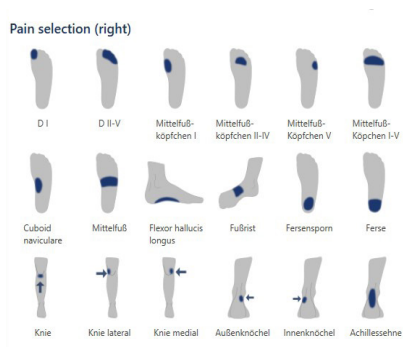 Pain selection (right)
D I
D II-V
Mittelfuß-
köpfchen I
Mittelfuß-
köpfchen II-IV
Mittelfuß-
Köpfchen V
Mittelfuß-
Köpchen I-V
Cuboid
naviculare
Mittelfuß
Flexor hallucis
longus
Fußrist
Fersensporn
Ferse
Knie
Knie lateral
Knie medial
Außenknöchel
Innenknöchel
Achillessehne